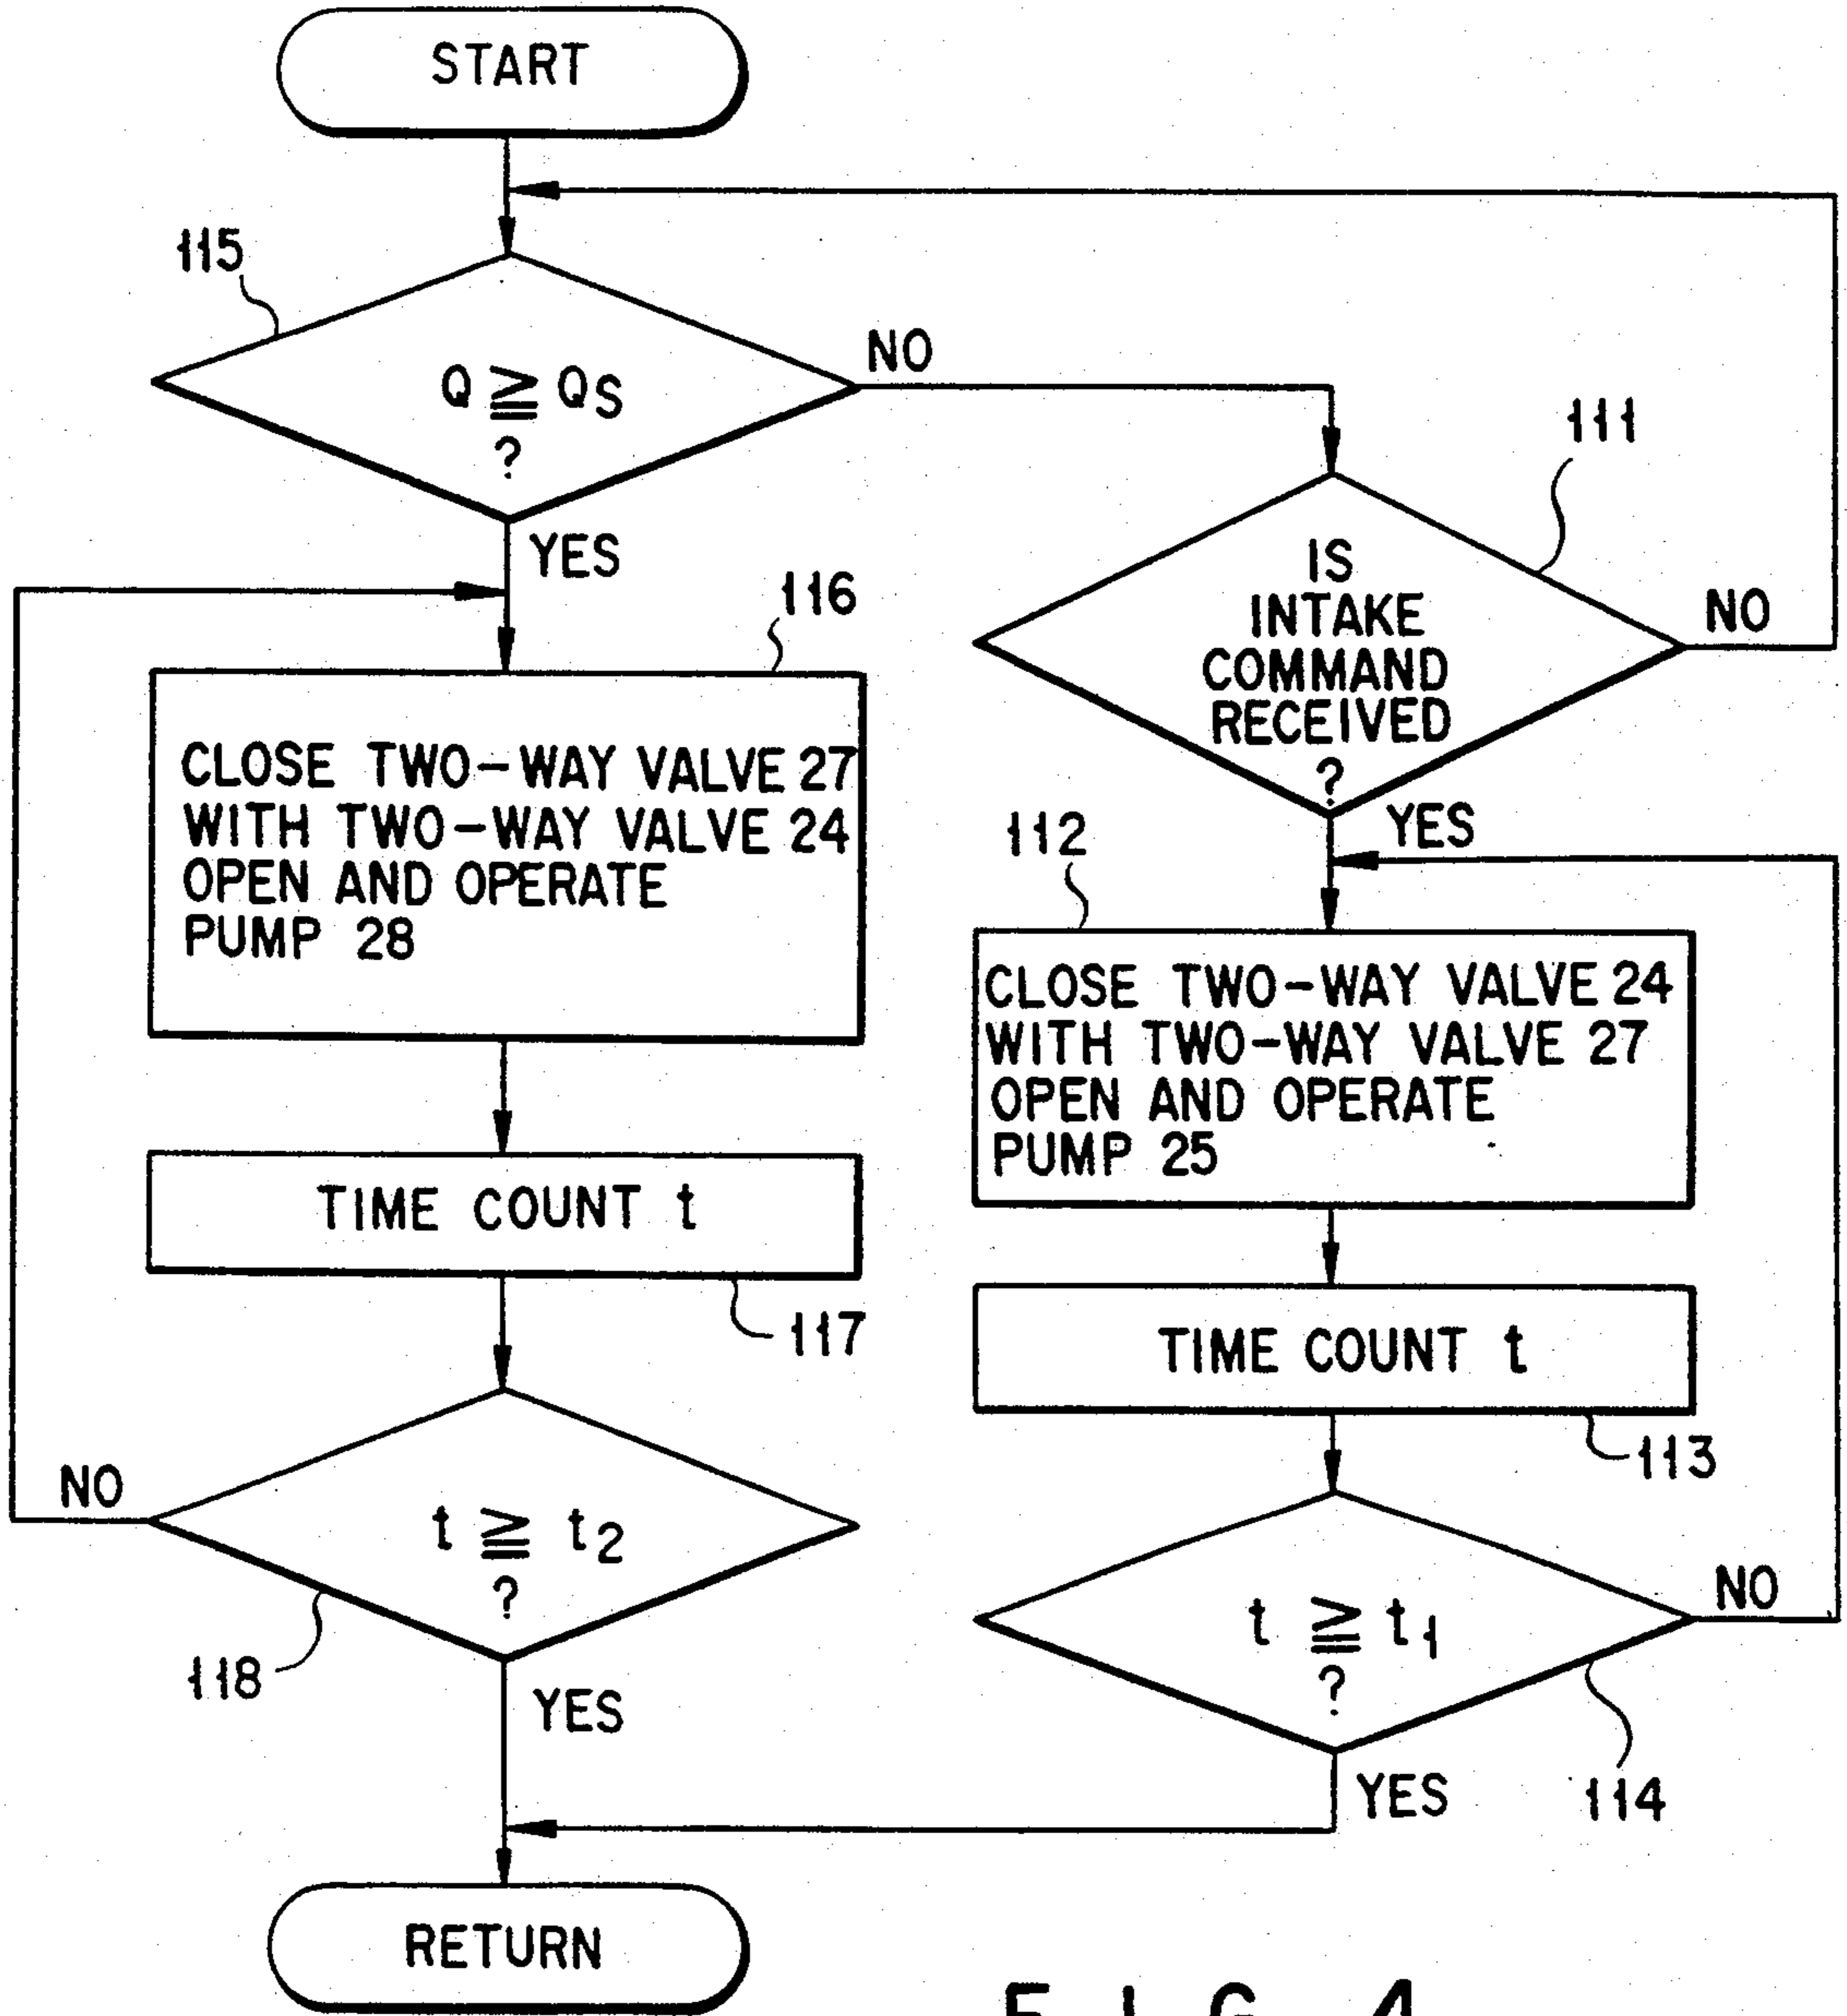 START
115
Q ≧ QS
?
NO
YES
111
IS
INTAKE
COMMAND
RECEIVED
?
NO
YES
116
CLOSE TWO-WAY VALVE 27
WITH TWO-WAY VALVE 24
OPEN AND OPERATE
PUMP 28
112
CLOSE TWO-WAY VALVE 24
WITH TWO-WAY VALVE 27
OPEN AND OPERATE
PUMP 25
TIME COUNT t
117
TIME COUNT t
113
NO
t ≧ t2
?
118
YES
t ≧ t1
?
NO
114
YES
RETURN
FIG. 4